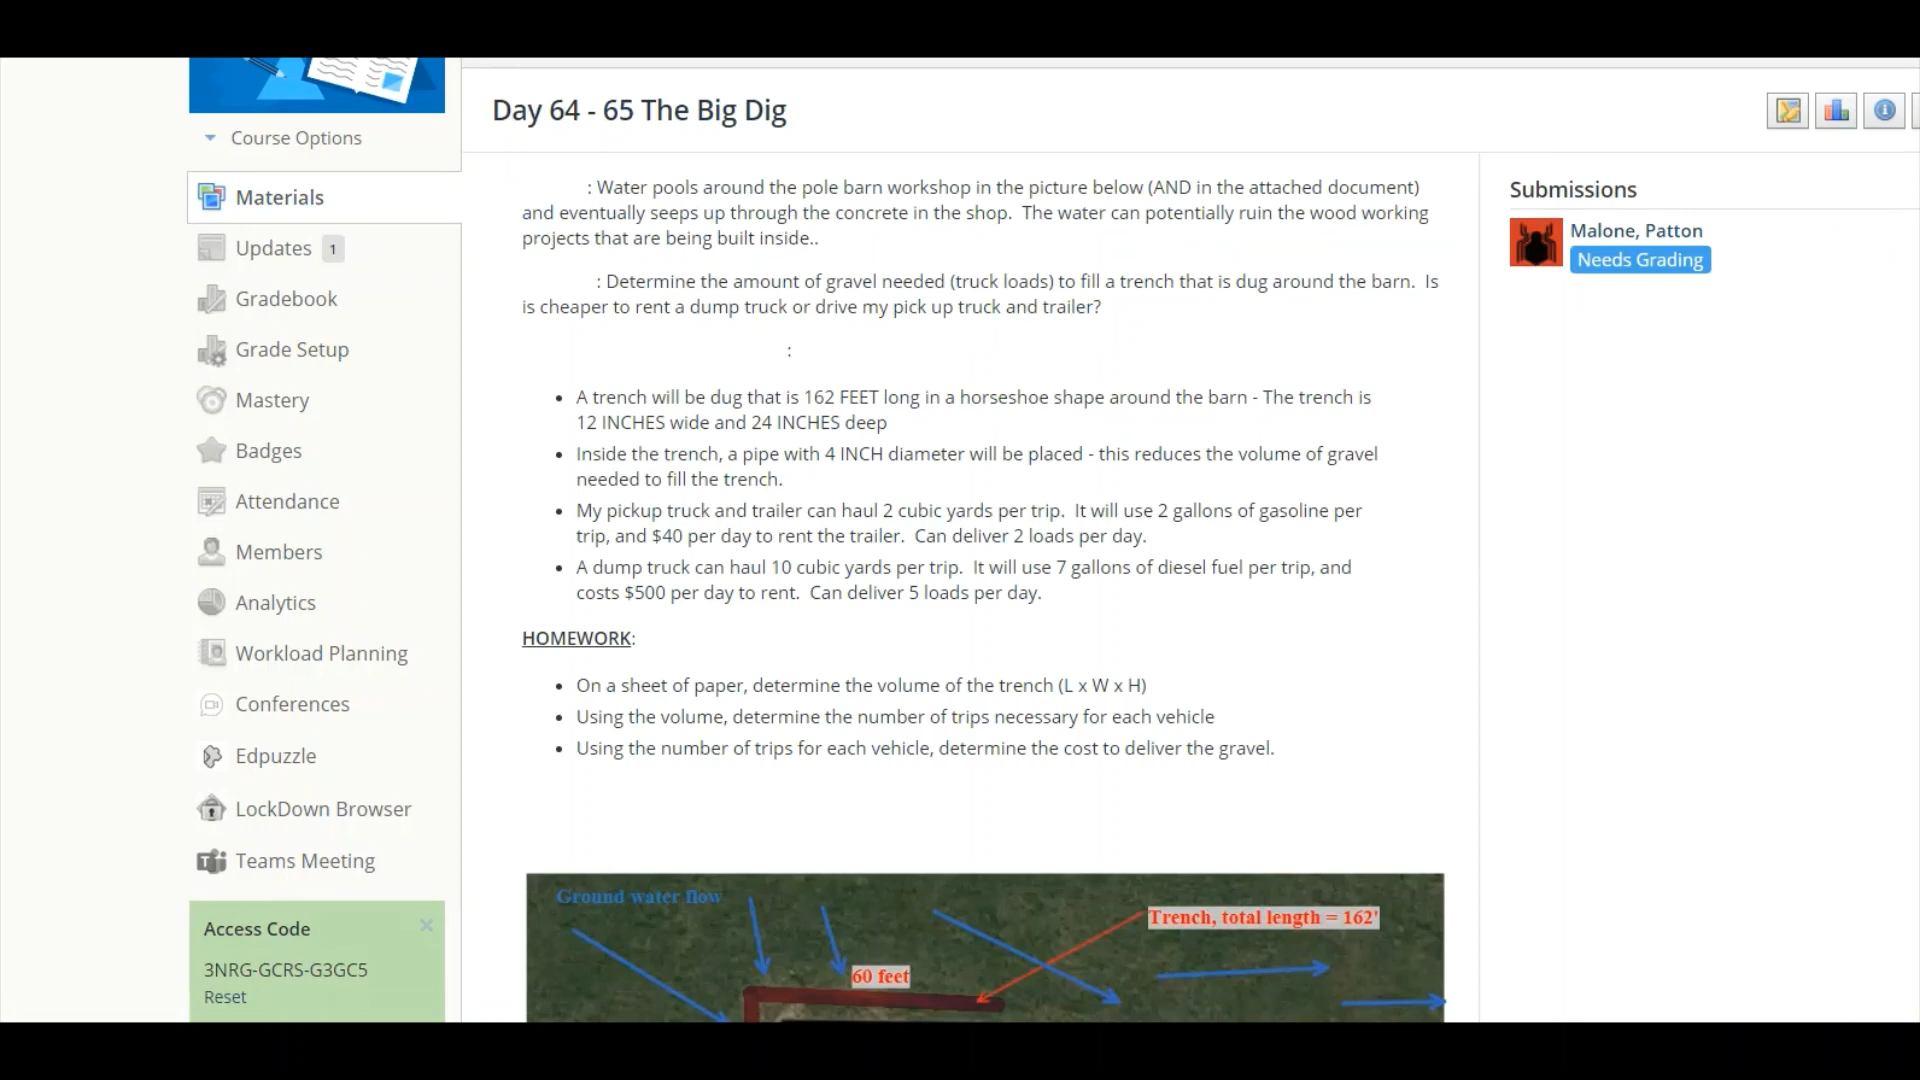 Course Options
Materials
Updates 1
Gradebook
Grade Setup
Mastery
Badges
Attendance
Members
Analytics
Workload Planning
Conferences
Edpuzzle
LockDown Browser
Teams Meeting
Access Code
3NRG-GCRS-G3GC5
Reset
Day 64 - 65 The Big Dig
: Water pools around the pole barn workshop in the picture below (AND in the attached document)
and eventually seeps up through the concrete in the shop.  The water can potentially ruin the wood working
projects that are being built inside..
: Determine the amount of gravel needed (truck loads) to fill a trench that is dug around the barn.  Is
is cheaper to rent a dump truck or drive my pick up truck and trailer?
:
• A trench will be dug that is 162 FEET long in a horseshoe shape around the barn - The trench is
12 INCHES wide and 24 INCHES deep
• Inside the trench, a pipe with 4 INCH diameter will be placed - this reduces the volume of gravel
needed to fill the trench.
• My pickup truck and trailer can haul 2 cubic yards per trip.  It will use 2 gallons of gasoline per
trip, and $40 per day to rent the trailer.  Can deliver 2 loads per day.
• A dump truck can haul 10 cubic yards per trip.  It will use 7 gallons of diesel fuel per trip, and
costs $500 per day to rent.  Can deliver 5 loads per day.
HOMEWORK:
• On a sheet of paper, determine the volume of the trench (L x W x H)
• Using the volume, determine the number of trips necessary for each vehicle
• Using the number of trips for each vehicle, determine the cost to deliver the gravel.
Ground water flow
Trench, total length = 162'
60 feet
Submissions
Malone, Patton
Needs Grading